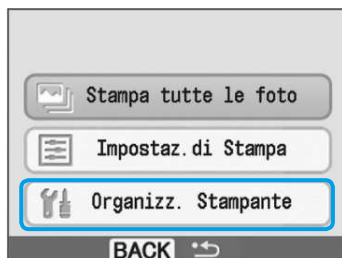 Stampa tutte le foto
Impostaz.di Stampa
Organizz. Stampante
BACK